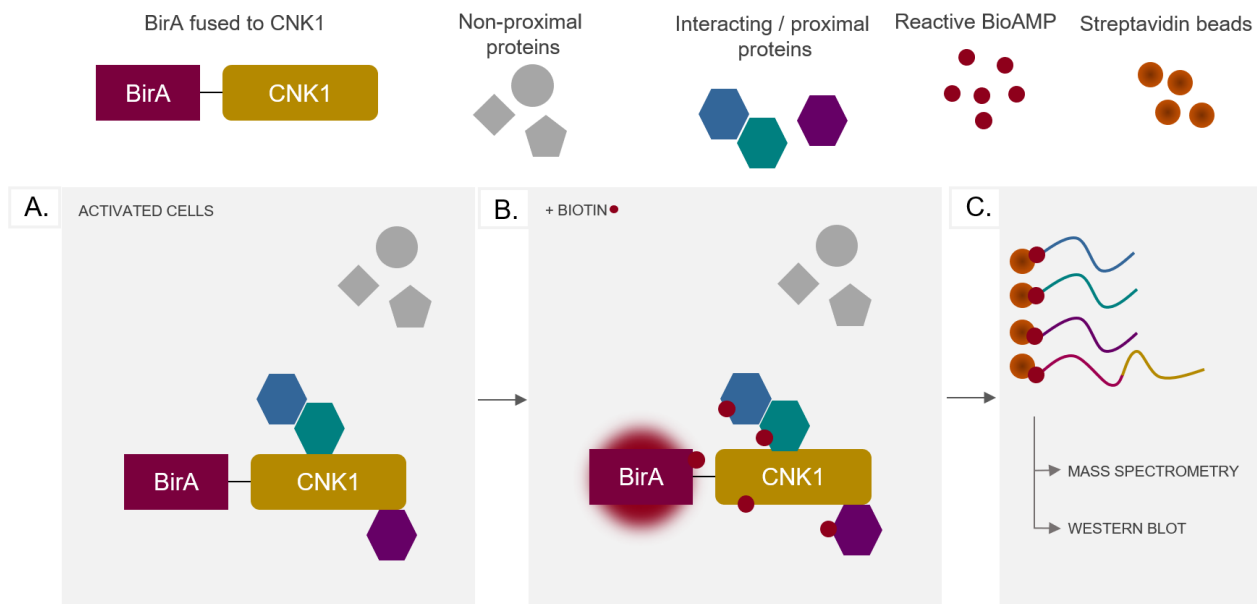 BirA fused to CNK1
Non-proximal
proteins
Interacting / proximal
proteins
Reactive BioAMP
Streptavidin beads
BirA
CNK1
A.
ACTIVATED CELLS
BirA
CNK1
B.
+ BIOTIN
BirA
CNK1
C.
MASS SPECTROMETRY
WESTERN BLOT